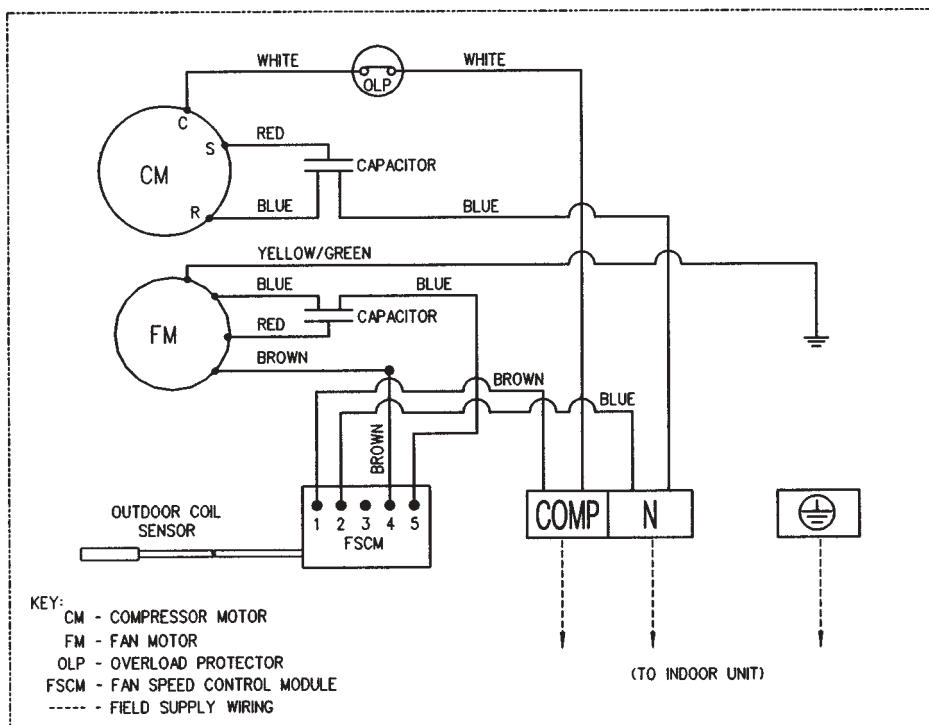 WHITE
WHITE
OLP
C
S
RED
CM
CAPACITOR
R
BLUE
BLUE
YELLOW/GREEN
BLUE
BLUE
FM
CAPACITOR
RED
BROWN
BROWN
BLUE
BROWN
1 2 3 4 5
FSCM
OUTDOOR COIL
SENSOR
COMP N
KEY:
CM - COMPRESSOR MOTOR
FM - FAN MOTOR
OLP - OVERLOAD PROTECTOR
FSCM - FAN SPEED CONTROL MODULE
----- - FIELD SUPPLY WIRING
(TO INDOOR UNIT)